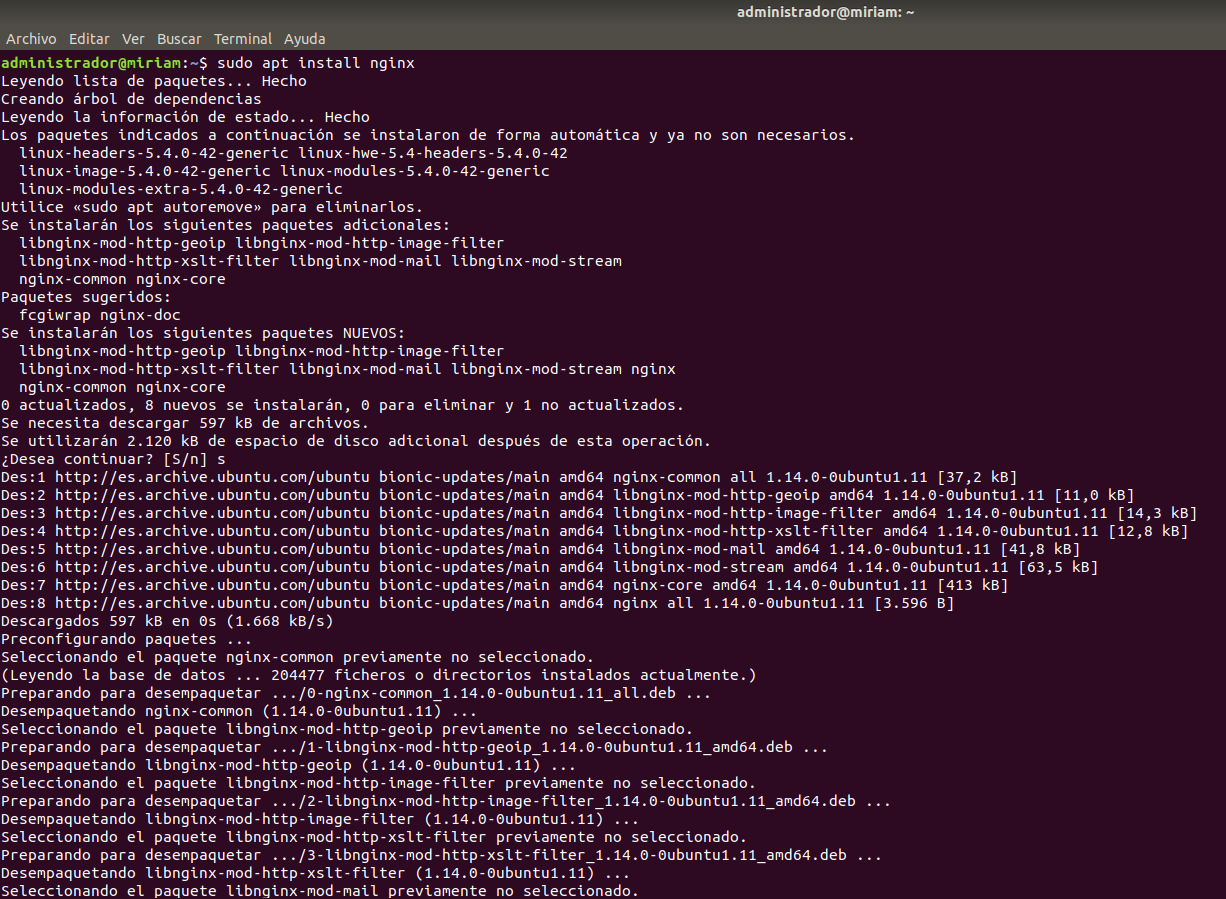 administrador@miriam: ~
Archivo Editar Ver Buscar Terminal Ayuda
administrador@miriam:~$ sudo apt install nginx
Leyendo lista de paquetes... Hecho
Creando árbol de dependencias
Leyendo la información de estado... Hecho
Los paquetes indicados a continuación se instalaron de forma automática y ya no son necesarios.
  linux-headers-5.4.0-42-generic linux-hwe-5.4-headers-5.4.0-42
  linux-image-5.4.0-42-generic linux-modules-5.4.0-42-generic
  linux-modules-extra-5.4.0-42-generic
Utilice «sudo apt autoremove» para eliminarlos.
Se instalarán los siguientes paquetes adicionales:
  libnginx-mod-http-geoip libnginx-mod-http-image-filter
  libnginx-mod-http-xslt-filter libnginx-mod-mail libnginx-mod-stream
  nginx-common nginx-core
Paquetes sugeridos:
  fcgiwrap nginx-doc
Se instalarán los siguientes paquetes NUEVOS:
  libnginx-mod-http-geoip libnginx-mod-http-image-filter
  libnginx-mod-http-xslt-filter libnginx-mod-mail libnginx-mod-stream nginx
  nginx-common nginx-core
0 actualizados, 8 nuevos se instalarán, 0 para eliminar y 1 no actualizados.
Se necesita descargar 597 kB de archivos.
Se utilizarán 2.120 kB de espacio de disco adicional después de esta operación.
¿Desea continuar? [S/n] s
Des:1 http://es.archive.ubuntu.com/ubuntu bionic-updates/main amd64 nginx-common all 1.14.0-0ubuntu1.11 [37,2 kB]
Des:2 http://es.archive.ubuntu.com/ubuntu bionic-updates/main amd64 libnginx-mod-http-geoip amd64 1.14.0-0ubuntu1.11 [11,0 kB]
Des:3 http://es.archive.ubuntu.com/ubuntu bionic-updates/main amd64 libnginx-mod-http-image-filter amd64 1.14.0-0ubuntu1.11 [14,3 kB]
Des:4 http://es.archive.ubuntu.com/ubuntu bionic-updates/main amd64 libnginx-mod-http-xslt-filter amd64 1.14.0-0ubuntu1.11 [12,8 kB]
Des:5 http://es.archive.ubuntu.com/ubuntu bionic-updates/main amd64 libnginx-mod-mail amd64 1.14.0-0ubuntu1.11 [41,8 kB]
Des:6 http://es.archive.ubuntu.com/ubuntu bionic-updates/main amd64 libnginx-mod-stream amd64 1.14.0-0ubuntu1.11 [63,5 kB]
Des:7 http://es.archive.ubuntu.com/ubuntu bionic-updates/main amd64 nginx-core amd64 1.14.0-0ubuntu1.11 [413 kB]
Des:8 http://es.archive.ubuntu.com/ubuntu bionic-updates/main amd64 nginx all 1.14.0-0ubuntu1.11 [3.596 B]
Descargados 597 kB en 0s (1.668 kB/s)
Preconfigurando paquetes ...
Seleccionando el paquete nginx-common previamente no seleccionado.
(Leyendo la base de datos ... 204477 ficheros o directorios instalados actualmente.)
Preparando para desempaquetar .../0-nginx-common_1.14.0-0ubuntu1.11_all.deb ...
Desempaquetando nginx-common (1.14.0-0ubuntu1.11) ...
Seleccionando el paquete libnginx-mod-http-geoip previamente no seleccionado.
Preparando para desempaquetar .../1-libnginx-mod-http-geoip_1.14.0-0ubuntu1.11_amd64.deb ...
Desempaquetando libnginx-mod-http-geoip (1.14.0-0ubuntu1.11) ...
Seleccionando el paquete libnginx-mod-http-image-filter previamente no seleccionado.
Preparando para desempaquetar .../2-libnginx-mod-http-image-filter_1.14.0-0ubuntu1.11_amd64.deb ...
Desempaquetando libnginx-mod-http-image-filter (1.14.0-0ubuntu1.11) ...
Seleccionando el paquete libnginx-mod-http-xslt-filter previamente no seleccionado.
Preparando para desempaquetar .../3-libnginx-mod-http-xslt-filter_1.14.0-0ubuntu1.11_amd64.deb ...
Desempaquetando libnginx-mod-http-xslt-filter (1.14.0-0ubuntu1.11) ...
Seleccionando el paquete libnginx-mod-mail previamente no seleccionado.